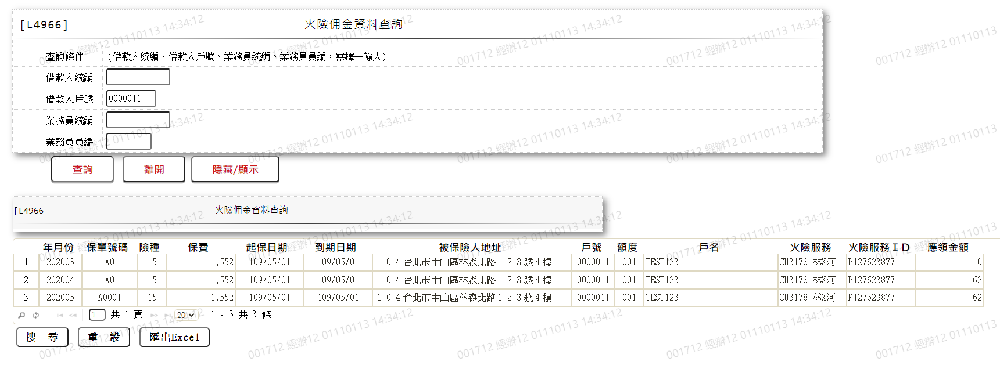 [L4966] 火險佣金資料查詢
查詢條件 (借款人統編、借款人戶號、業務員統編、業務員員編，需擇一輸入)
借款人統編
借款人戶號 0000011
業務員統編
業務員員編
查詢 離開 隱藏/顯示
[L4966 火險佣金資料查詢
年月份 保單號碼 險種 保費 起保日期 到期日期 被保險人地址 戶號 額度 戶名 火險服務 火險服務ＩＤ 應領金額
1 202003 A0 15 1,552 109/05/01 109/05/01 １０４台北市中山區林森北路１２３號４樓 0000011 001 TEST123 CU3178 林X河 P127623877 0
2 202004 A0 15 1,552 109/05/01 109/05/01 １０４台北市中山區林森北路１２３號４樓 0000011 001 TEST123 CU3178 林X河 P127623877 62
3 202005 A0001 15 1,552 109/05/01 109/05/01 １０４台北市中山區林森北路１２３號４樓 0000011 001 TEST123 CU3178 林X河 P127623877 62
1 共 1 頁 20 1 - 3 共 3 條
搜 尋 重 設 匯出Excel
001712 經辦12 01110113 14:34:12